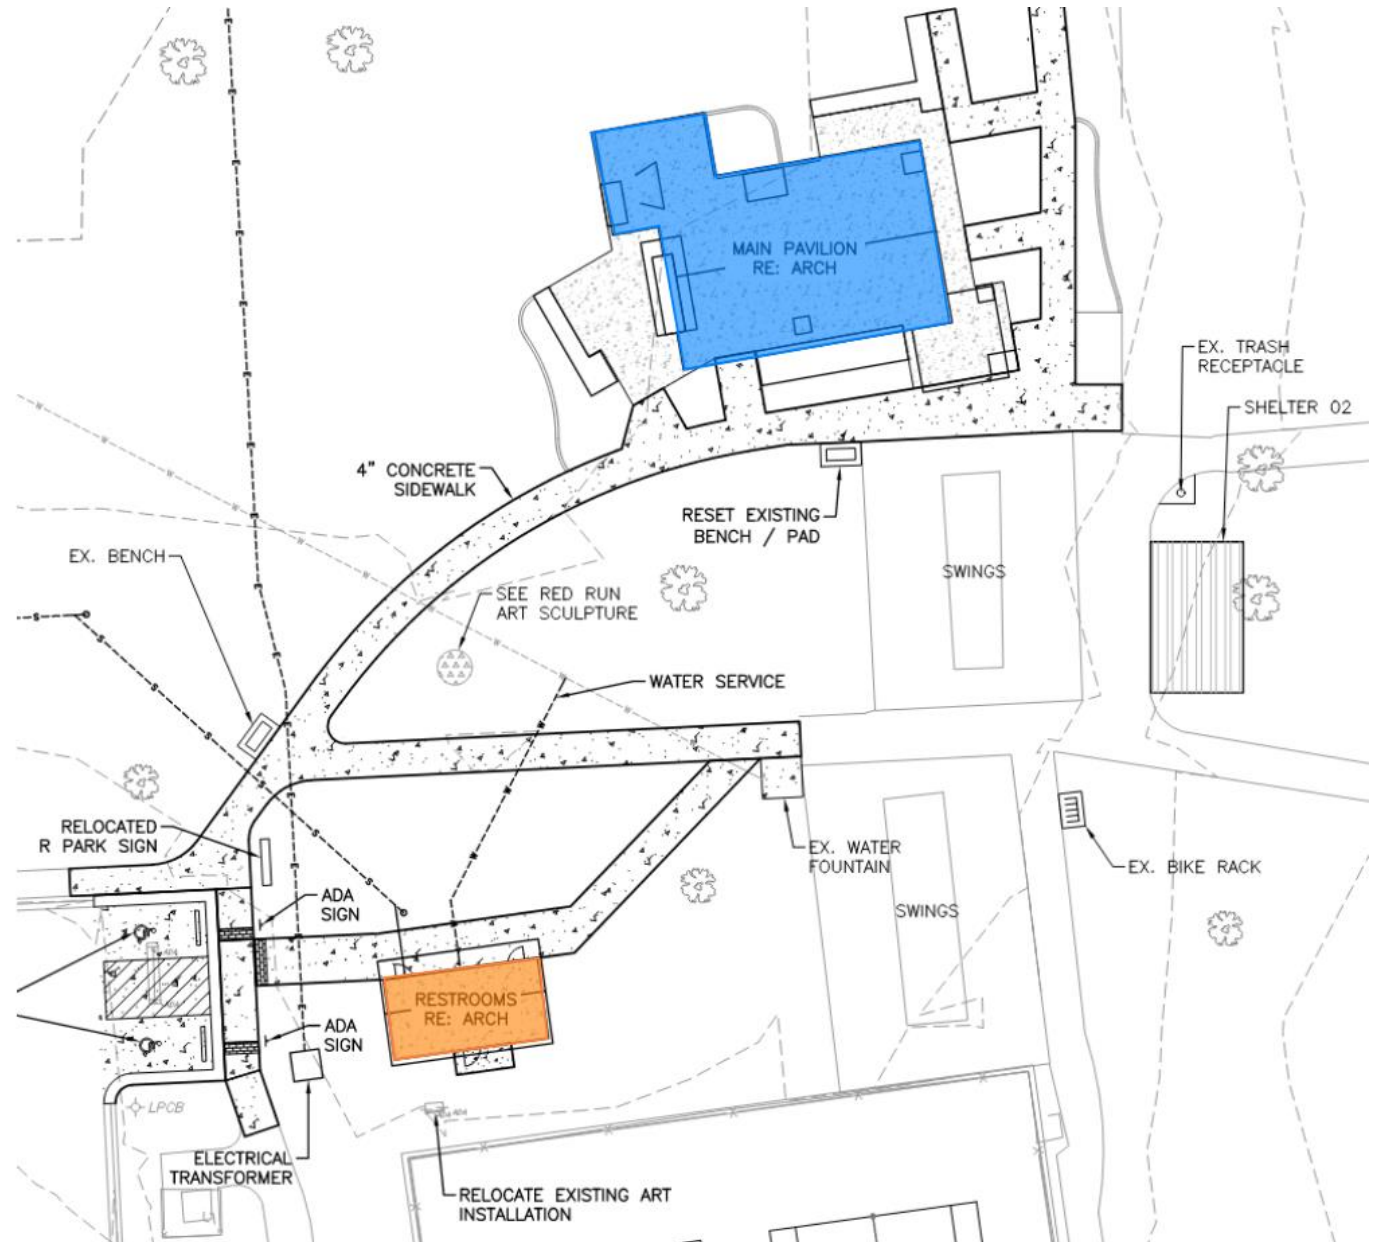 MAIN PAVILION
RE: ARCH
EX. TRASH
RECEPTACLE
SHELTER 02
4" CONCRETE
SIDEWALK
RESET EXISTING
BENCH / PAD
EX. BENCH
SWINGS
SEE RED RUN
ART SCULPTURE
WATER SERVICE
RELOCATED
R PARK SIGN
EX. WATER
FOUNTAIN
EX. BIKE RACK
ADA
SIGN
SWINGS
RESTROOMS
RE: ARCH
ADA
SIGN
LPCB
ELECTRICAL
TRANSFORMER
RELOCATE EXISTING ART
INSTALLATION